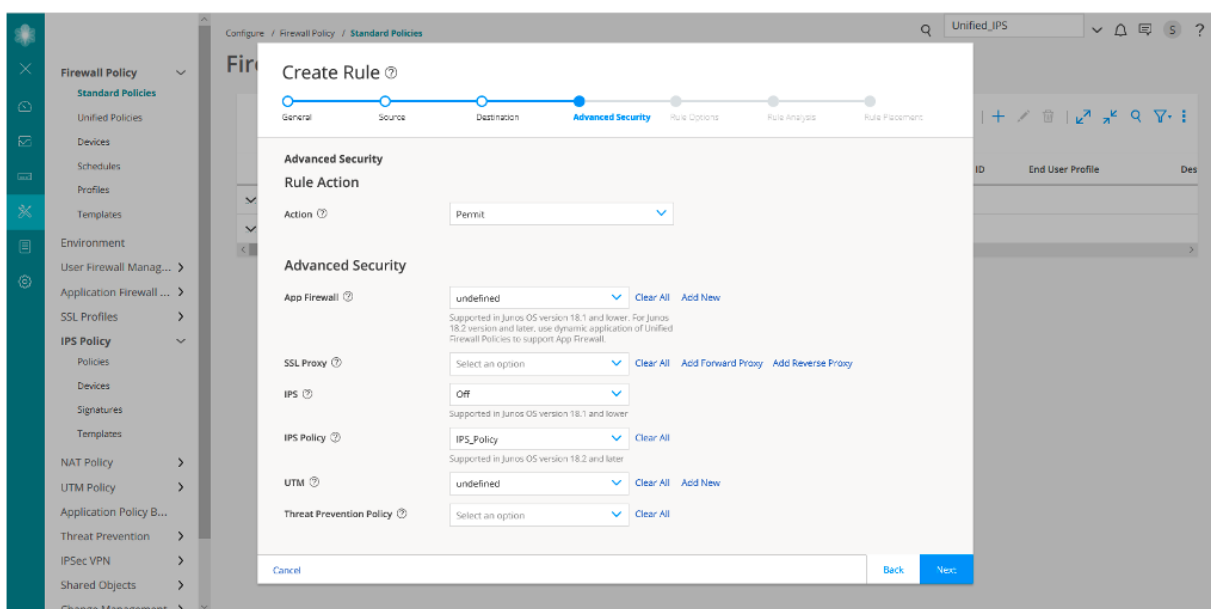 Configure / Firewall Policy / Standard Policies
Unified_IPS
S
?
Firewall Policy
Standard Policies
Unified Policies
Devices
Schedules
Profiles
Templates
Environment
User Firewall Manag...
Application Firewall ...
SSL Profiles
IPS Policy
Policies
Devices
Signatures
Templates
NAT Policy
UTM Policy
Application Policy B...
Threat Prevention
IPSec VPN
Shared Objects
Change Management
Fire
ID
End User Profile
Des
Create Rule ?
General
Source
Destination
Advanced Security
Rule Options
Rule Analysis
Rule Placement
Advanced Security
Rule Action
Action ? Permit
Advanced Security
App Firewall ? undefined Clear All Add New
Supported in Junos OS version 18.1 and lower. For Junos
18.2 version and later, use dynamic application of Unified
Firewall Policies to support App Firewall.
SSL Proxy ? Select an option Clear All Add Forward Proxy Add Reverse Proxy
IPS ? Off
Supported in Junos OS version 18.1 and lower
IPS Policy ? IPS_Policy Clear All
Supported in Junos OS version 18.2 and later
UTM ? undefined Clear All Add New
Threat Prevention Policy ? Select an option Clear All
Cancel
Back
Next